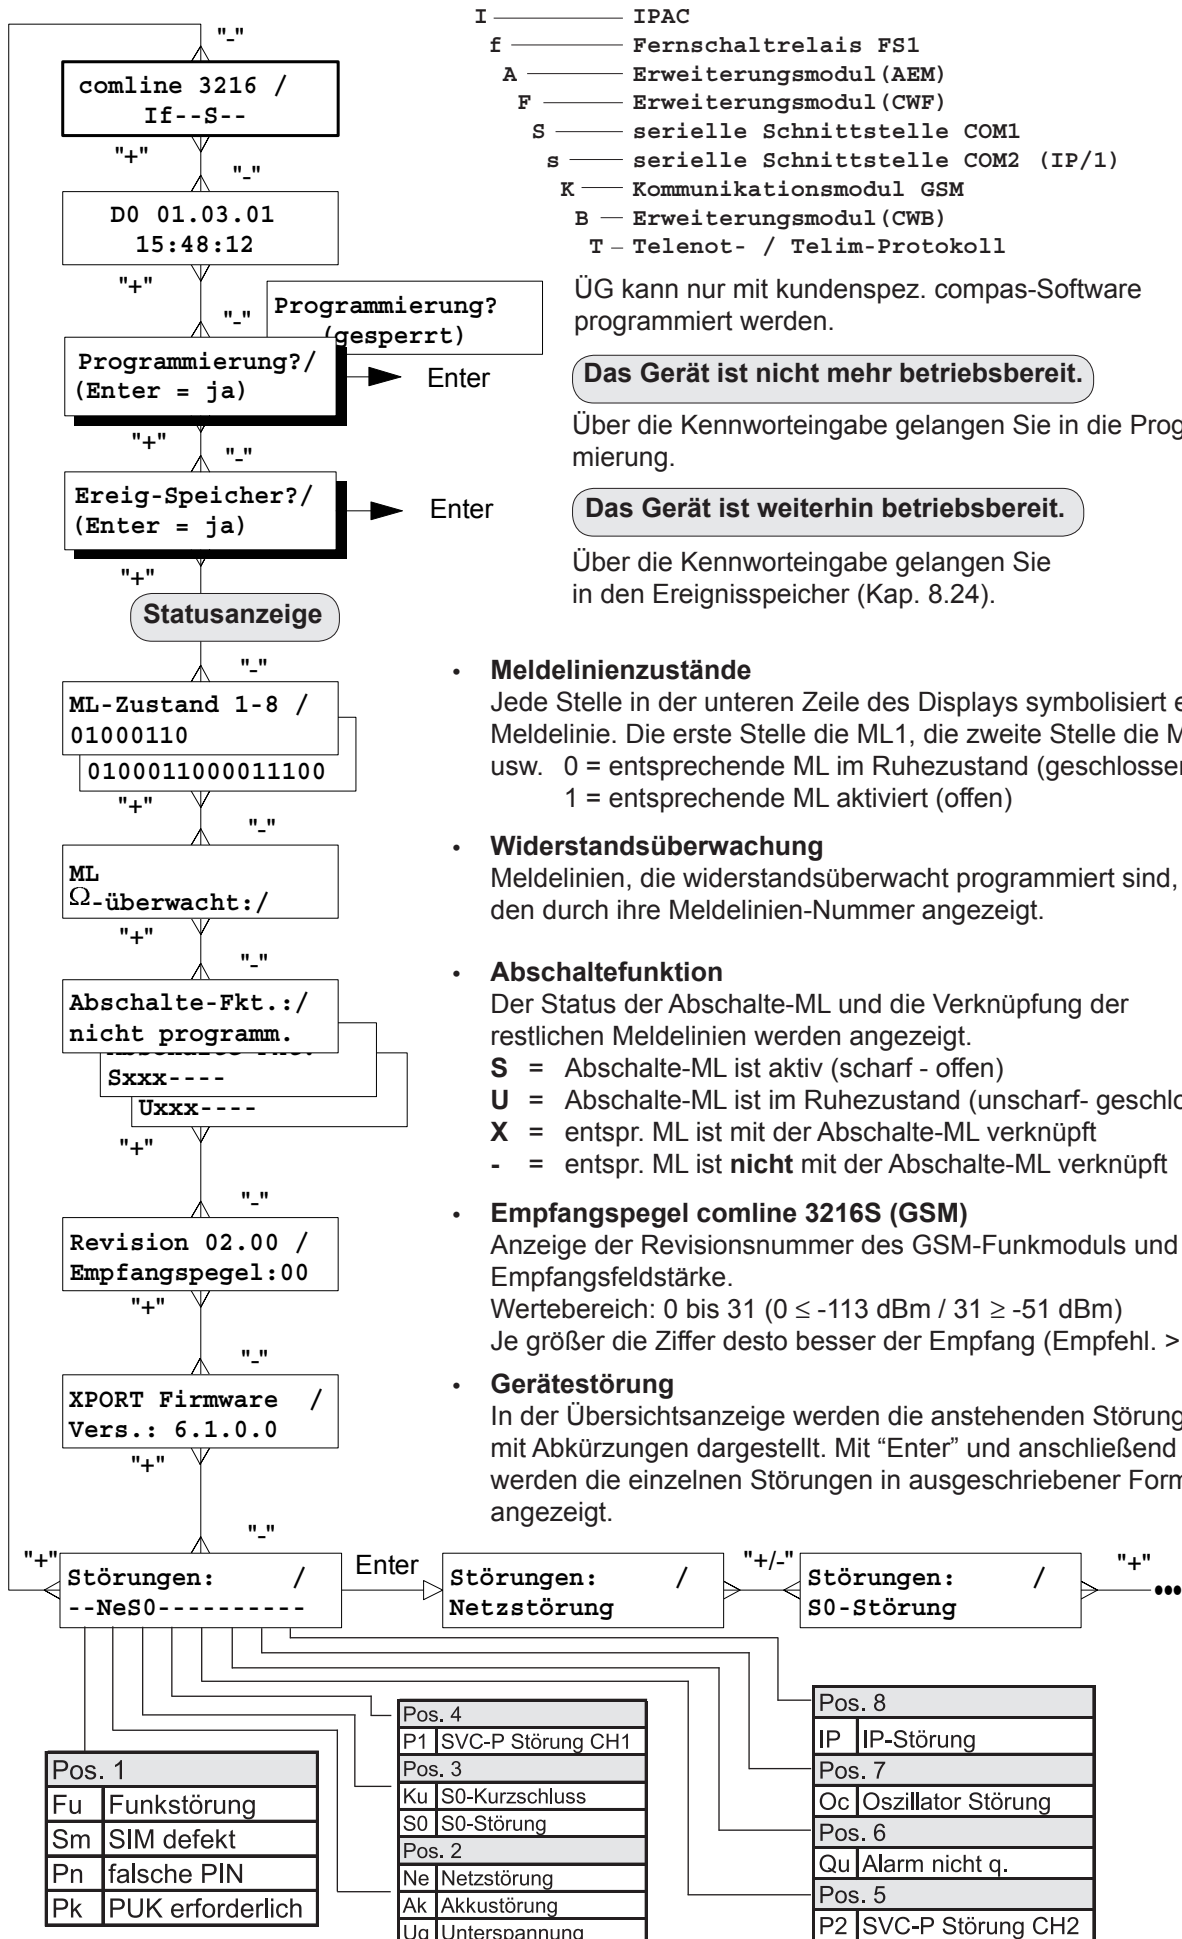 I IPAC
f Fernschaltrelais FS1
A Erweiterungsmodul(AEM)
F Erweiterungsmodul(CWF)
S serielle Schnittstelle COM1
s serielle Schnittstelle COM2 (IP/1)
K Kommunikationsmodul GSM
B Erweiterungsmodul(CWB)
T Telenot- / Telim-Protokoll
"-"
comline 3216 /
If--S--
"+"
"-"
D0 01.03.01
15:48:12
"+"
"-"
Programmierung?
(gesperrt)
ÜG kann nur mit kundenspez. compas-Software
programmiert werden.
Programmierung?/
(Enter = ja)
Enter
Das Gerät ist nicht mehr betriebsbereit.
Über die Kennworteingabe gelangen Sie in die Prog
mierung.
"+"
"-"
Ereig-Speicher?/
(Enter = ja)
Enter
Das Gerät ist weiterhin betriebsbereit.
Über die Kennworteingabe gelangen Sie
in den Ereignisspeicher (Kap. 8.24).
"+"
Statusanzeige
"-"
ML-Zustand 1-8 /
01000110
0100011000011100
"+"
• Meldelinienzustände
Jede Stelle in der unteren Zeile des Displays symbolisiert
Meldelinie. Die erste Stelle die ML1, die zweite Stelle die
usw. 0 = entsprechende ML im Ruhezustand (geschlossen
1 = entsprechende ML aktiviert (offen)
"-"
ML
Ω-überwacht:/
"+"
• Widerstandsüberwachung
Meldelinien, die widerstandsüberwacht programmiert sind,
den durch ihre Meldelinien-Nummer angezeigt.
"-"
Abschalte-Fkt.:/
nicht programm.
Sxxx----
Uxxx----
"+"
• Abschaltefunktion
Der Status der Abschalte-ML und die Verknüpfung der
restlichen Meldelinien werden angezeigt.
S = Abschalte-ML ist aktiv (scharf - offen)
U = Abschalte-ML ist im Ruhezustand (unscharf- geschlo
X = entspr. ML ist mit der Abschalte-ML verknüpft
- = entspr. ML ist nicht mit der Abschalte-ML verknüpft
"-"
Revision 02.00 /
Empfangspegel:00
"+"
• Empfangspegel comline 3216S (GSM)
Anzeige der Revisionsnummer des GSM-Funkmoduls und
Empfangsfeldstärke.
Wertebereich: 0 bis 31 (0 ≤ -113 dBm / 31 ≥ -51 dBm)
Je größer die Ziffer desto besser der Empfang (Empfehl. >
"-"
XPORT Firmware /
Vers.: 6.1.0.0
"+"
• Gerätestörung
In der Übersichtsanzeige werden die anstehenden Störung
mit Abkürzungen dargestellt. Mit “Enter” und anschließend
werden die einzelnen Störungen in ausgeschriebener Form
angezeigt.
"-"
"+"
Störungen: /
--NeS0----------
Enter
Störungen: /
Netzstörung
"+/-"
Störungen: /
S0-Störung
"+"
•••
Pos. 1
Fu Funkstörung
Sm SIM defekt
Pn falsche PIN
Pk PUK erforderlich
Pos. 4
P1 SVC-P Störung CH1
Pos. 3
Ku S0-Kurzschluss
S0 S0-Störung
Pos. 2
Ne Netzstörung
Ak Akkustörung
Ug Unterspannung
Pos. 8
IP IP-Störung
Pos. 7
Oc Oszillator Störung
Pos. 6
Qu Alarm nicht q.
Pos. 5
P2 SVC-P Störung CH2